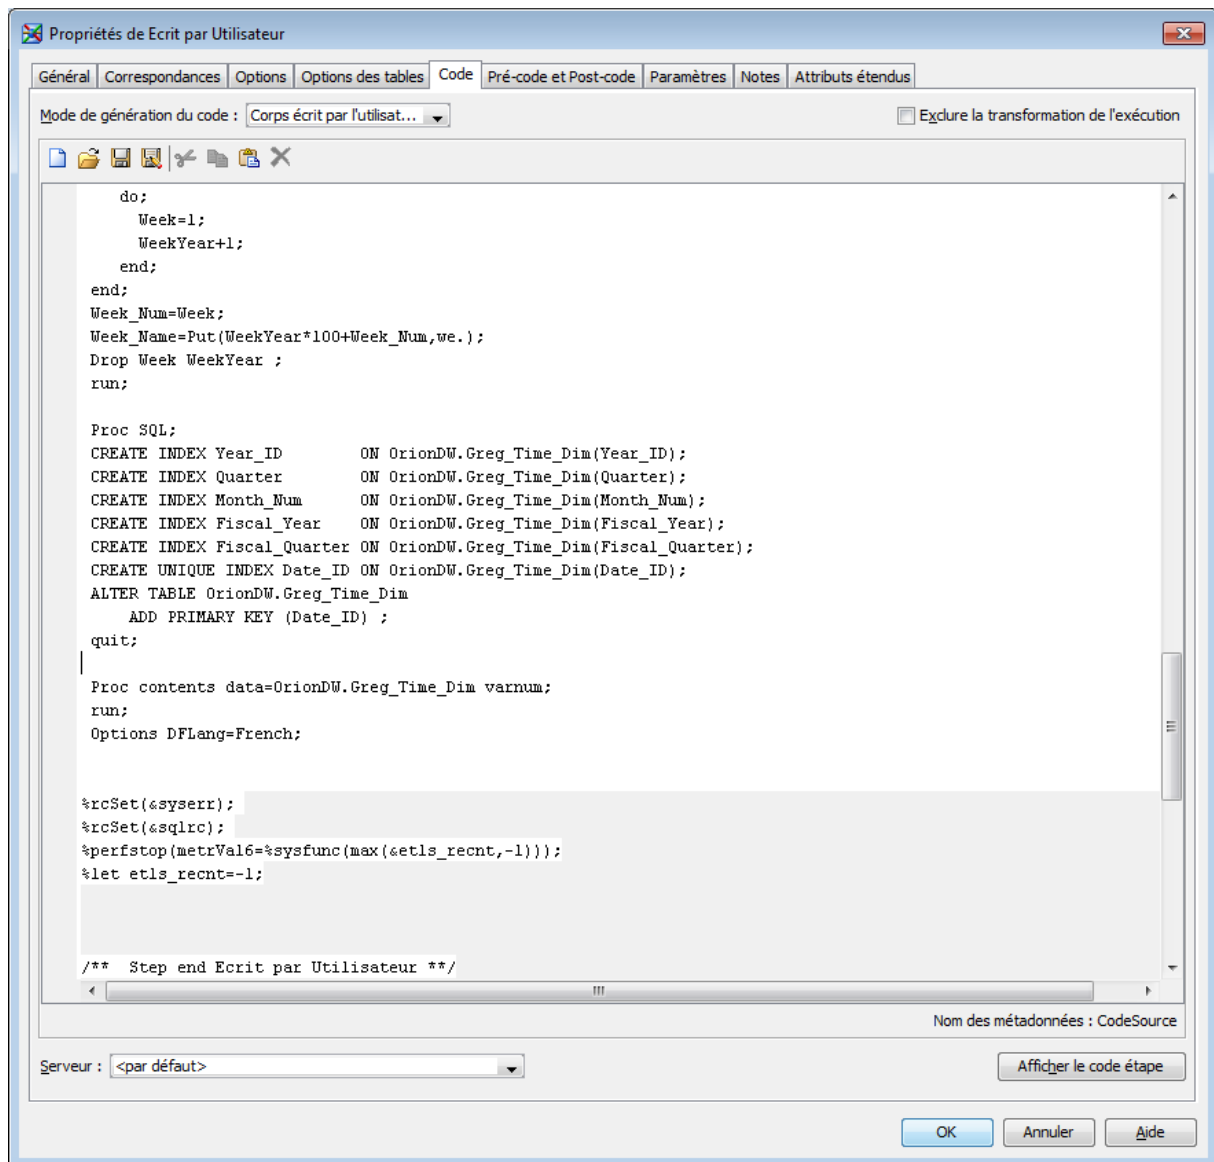 Propriétés de Ecrit par Utilisateur
Général Correspondances Options Options des tables Code Pré-code et Post-code Paramètres Notes Attributs étendus
Mode de génération du code : Corps écrit par l'utilisat... Exclure la transformation de l'exécution
do;
Week=1;
WeekYear+1;
end;
end;
Week_Num=Week;
Week_Name=Put(WeekYear*100+Week_Num,we.);
Drop Week WeekYear ;
run;
Proc SQL;
CREATE INDEX Year_ID ON OrionDW.Greg_Time_Dim(Year_ID);
CREATE INDEX Quarter ON OrionDW.Greg_Time_Dim(Quarter);
CREATE INDEX Month_Num ON OrionDW.Greg_Time_Dim(Month_Num);
CREATE INDEX Fiscal_Year ON OrionDW.Greg_Time_Dim(Fiscal_Year);
CREATE INDEX Fiscal_Quarter ON OrionDW.Greg_Time_Dim(Fiscal_Quarter);
CREATE UNIQUE INDEX Date_ID ON OrionDW.Greg_Time_Dim(Date_ID);
ALTER TABLE OrionDW.Greg_Time_Dim
ADD PRIMARY KEY (Date_ID) ;
quit;
Proc contents data=OrionDW.Greg_Time_Dim varnum;
run;
Options DFLang=French;
%rcSet(&syserr);
%rcSet(&sqlrc);
%perfstop(metrVal6=%sysfunc(max(&etls_recnt,-1)));
%let etls_recnt=-1;
/** Step end Ecrit par Utilisateur **/
Nom des métadonnées : CodeSource
Serveur : <par défaut> Afficher le code étape
OK Annuler Aide